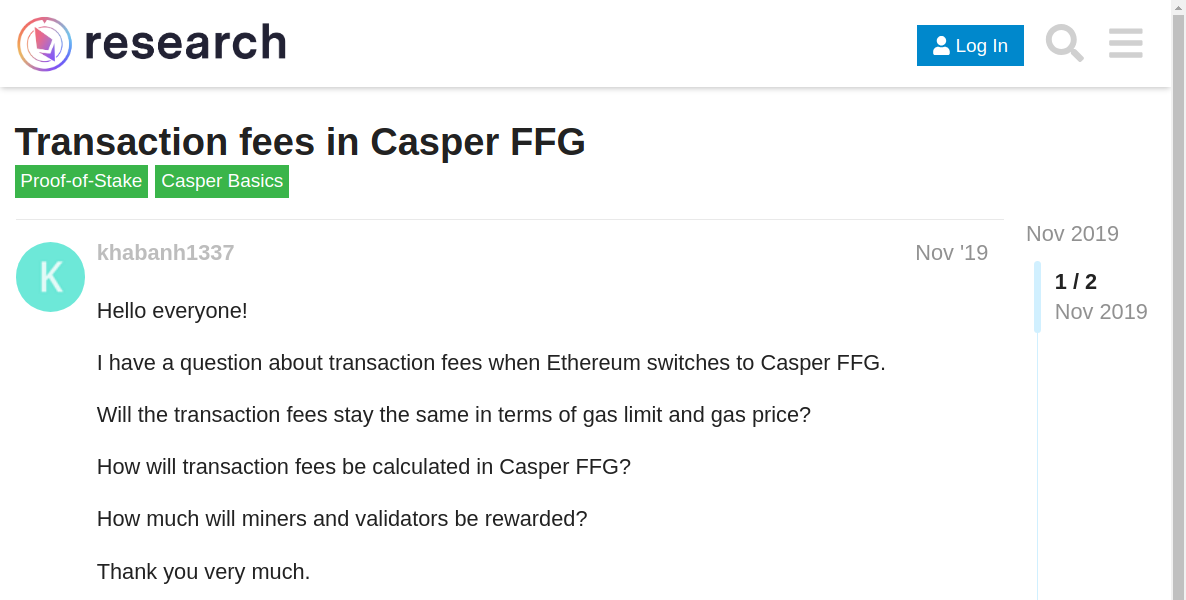 research
Log In
Transaction fees in Casper FFG
Proof-of-Stake Casper Basics
khabanh1337 Nov '19
Hello everyone!
I have a question about transaction fees when Ethereum switches to Casper FFG.
Will the transaction fees stay the same in terms of gas limit and gas price?
How will transaction fees be calculated in Casper FFG?
How much will miners and validators be rewarded?
Thank you very much.
K
Nov 2019
1 / 2
Nov 2019